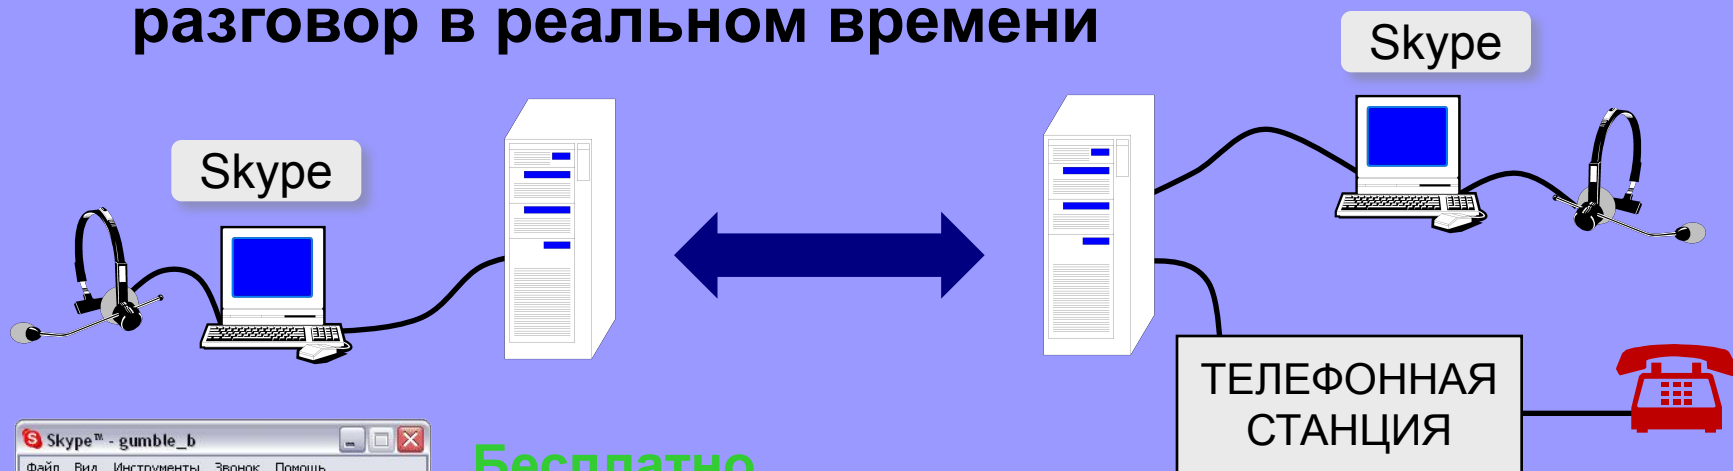 разговор в реальном времени
Skype
Skype
ТЕЛЕФОННАЯ
СТАНЦИЯ
Skype™ - gumble_b
Файл Вид Инструменты Звонок Помощь
Бесплатно